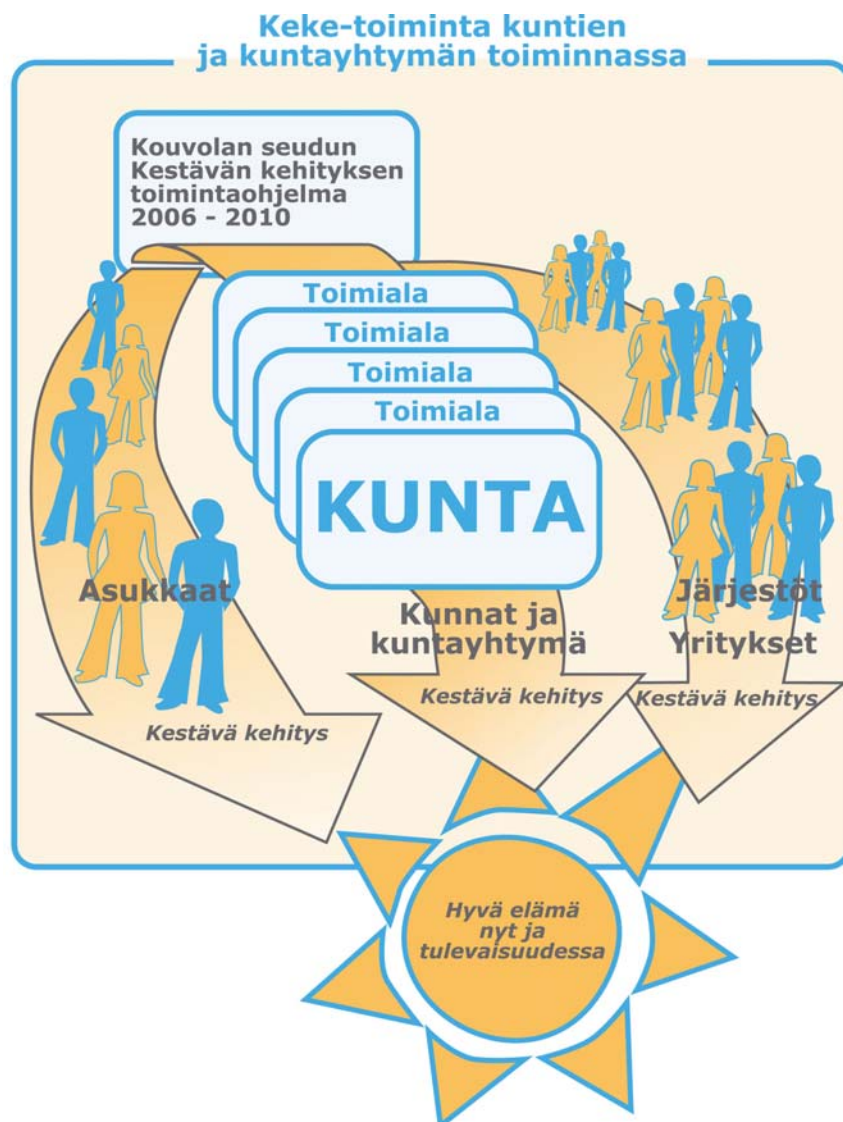 Keke-toiminta kuntien
ja kuntayhtymän toiminnassa
Kouvolan seudun
Kestävän kehityksen
toimintaohjelma
2006 - 2010
Toimiala
Toimiala
Toimiala
Toimiala
KUNTA
Asukkaat
Kunnat ja
kuntayhtymä
Järjestöt
Yritykset
Kestävä kehitys
Kestävä kehitys
Kestävä kehitys
Hyvä elämä
nyt ja
tulevaisuudessa